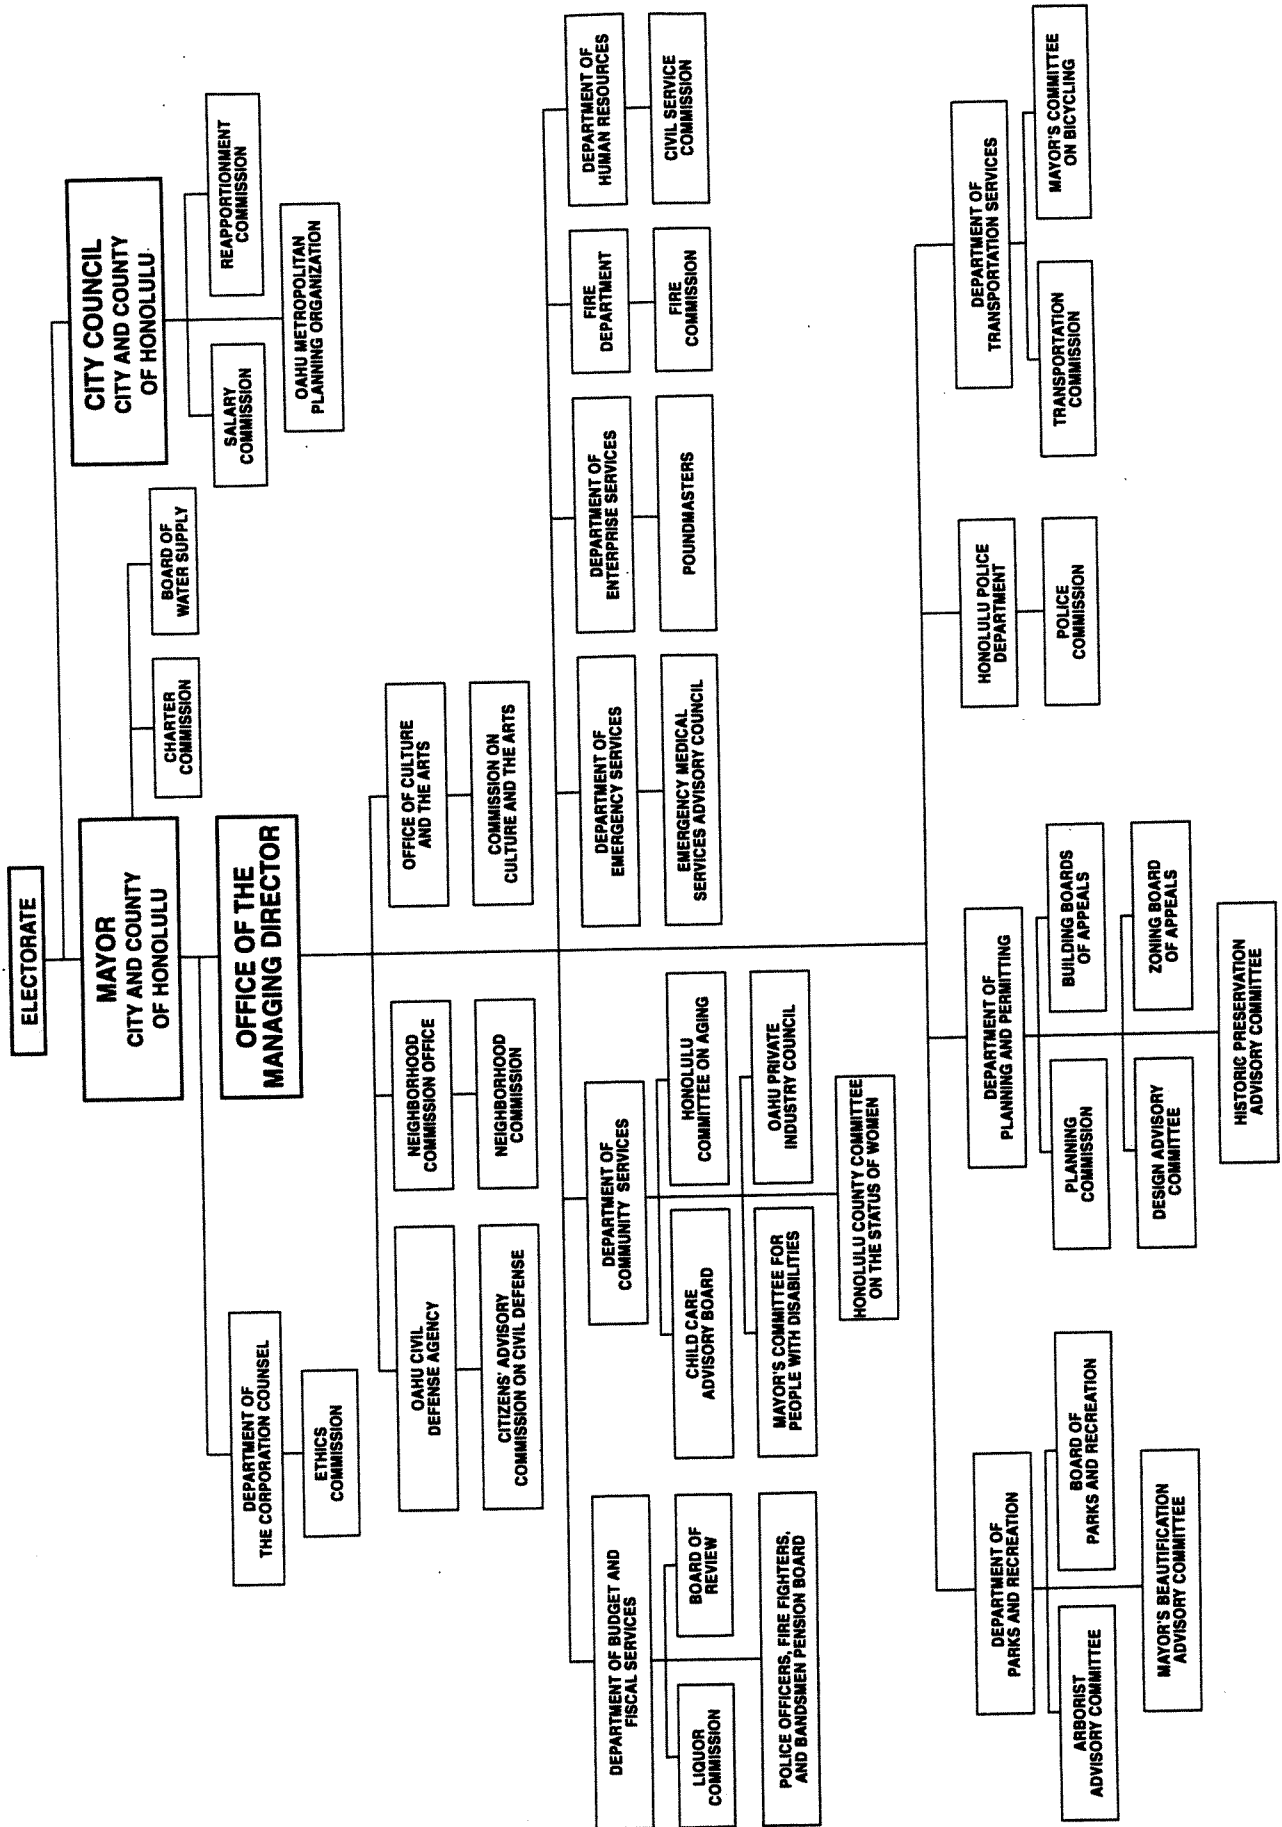 ELECTORATE
MAYOR
CITY AND COUNTY
OF HONOLULU
CITY COUNCIL
CITY AND COUNTY
OF HONOLULU
CHARTER
COMMISSION
BOARD OF
WATER SUPPLY
SALARY
COMMISSION
REAPPORTIONMENT
COMMISSION
OAHU METROPOLITAN
PLANNING ORGANIZATION
OFFICE OF THE
MANAGING DIRECTOR
DEPARTMENT OF
THE CORPORATION COUNSEL
ETHICS
COMMISSION
OAHU CIVIL
DEFENSE AGENCY
CITIZENS' ADVISORY
COMMISSION ON CIVIL DEFENSE
NEIGHBORHOOD
COMMISSION OFFICE
NEIGHBORHOOD
COMMISSION
OFFICE OF CULTURE
AND THE ARTS
COMMISSION ON
CULTURE AND THE ARTS
DEPARTMENT OF BUDGET AND
FISCAL SERVICES
LIQUOR
COMMISSION
BOARD OF
REVIEW
POLICE OFFICERS, FIRE FIGHTERS,
AND BANDSMEN PENSION BOARD
DEPARTMENT OF
COMMUNITY SERVICES
CHILD CARE
ADVISORY BOARD
HONOLULU
COMMITTEE ON AGING
MAYOR'S COMMITTEE FOR
PEOPLE WITH DISABILITIES
OAHU PRIVATE
INDUSTRY COUNCIL
HONOLULU COUNTY COMMITTEE
ON THE STATUS OF WOMEN
DEPARTMENT OF
EMERGENCY SERVICES
EMERGENCY MEDICAL
SERVICES ADVISORY COUNCIL
DEPARTMENT OF
ENTERPRISE SERVICES
POUNDMASTERS
FIRE
DEPARTMENT
FIRE
COMMISSION
DEPARTMENT OF
HUMAN RESOURCES
CIVIL SERVICE
COMMISSION
DEPARTMENT OF
PARKS AND RECREATION
ARBORIST
ADVISORY COMMITTEE
BOARD OF
PARKS AND RECREATION
MAYOR'S BEAUTIFICATION
ADVISORY COMMITTEE
DEPARTMENT OF
PLANNING AND PERMITTING
PLANNING
COMMISSION
BUILDING BOARDS
OF APPEALS
DESIGN ADVISORY
COMMITTEE
ZONING BOARD
OF APPEALS
HISTORIC PRESERVATION
ADVISORY COMMITTEE
HONOLULU POLICE
DEPARTMENT
POLICE
COMMISSION
DEPARTMENT OF
TRANSPORTATION SERVICES
TRANSPORTATION
COMMISSION
MAYOR'S COMMITTEE
ON BICYCLING